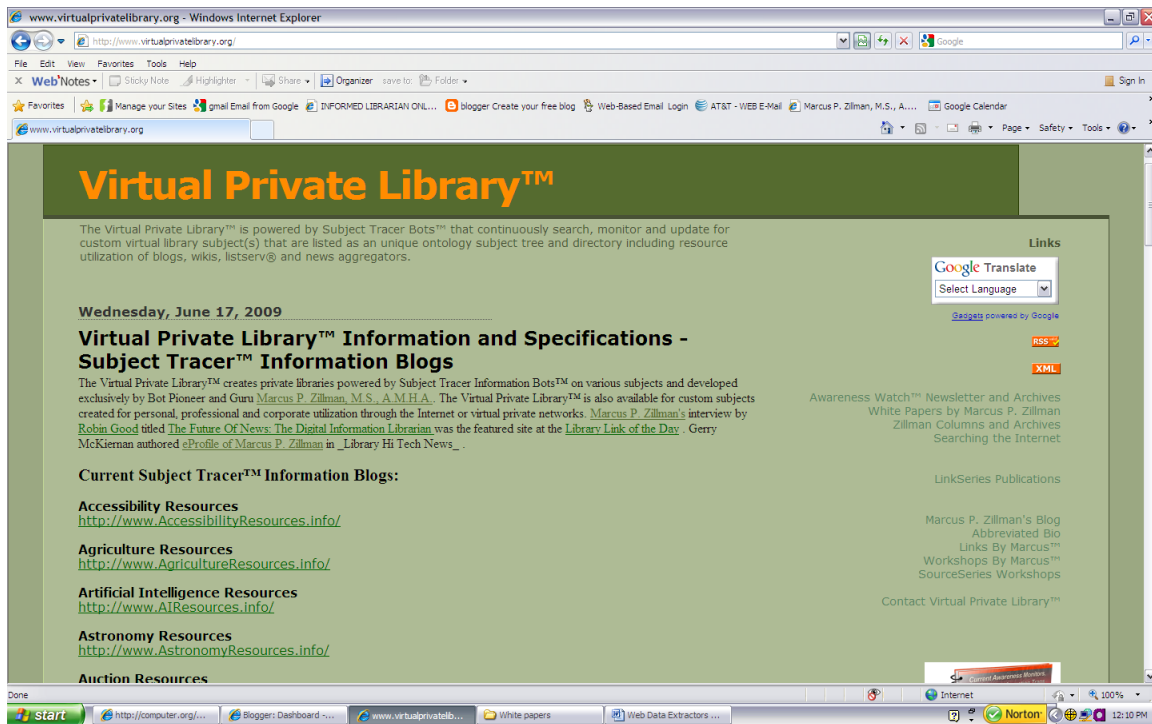 www.virtualprivatelibrary.org - Windows Internet Explorer
http://www.virtualprivatelibrary.org/
Google
File Edit View Favorites Tools Help
X Web Notes Sticky Note Highlighter Share Organizer save to: Folder
Sign In
Favorites Manage your Sites gmail Email from Google INFORMED LIBRARIAN ONL... blogger Create your free blog Web-Based Email Login AT&T - WEB E-Mail Marcus P. Zillman, M.S., A.... Google Calendar
www.virtualprivatelibrary.org
Page Safety Tools
Virtual Private Library™
The Virtual Private Library™ is powered by Subject Tracer Bots™ that continuously search, monitor and update for
custom virtual library subject(s) that are listed as an unique ontology subject tree and directory including resource
utilization of blogs, wikis, listserv® and news aggregators.
Wednesday, June 17, 2009
Virtual Private Library™ Information and Specifications -
Subject Tracer™ Information Blogs
The Virtual Private Library™ creates private libraries powered by Subject Tracer Information Bots™ on various subjects and developed
exclusively by Bot Pioneer and Guru Marcus P. Zillman, M.S., A.M.H.A.. The Virtual Private Library™ is also available for custom subjects
created for personal, professional and corporate utilization through the Internet or virtual private networks. Marcus P. Zillman's interview by
Robin Good titled The Future Of News: The Digital Information Librarian was the featured site at the Library Link of the Day . Gerry
McKiernan authored eProfile of Marcus P. Zillman in _Library Hi Tech News_ .
Current Subject Tracer™ Information Blogs:
Accessibility Resources
http://www.AccessibilityResources.info/
Agriculture Resources
http://www.AgricultureResources.info/
Artificial Intelligence Resources
http://www.AIResources.info/
Astronomy Resources
http://www.AstronomyResources.info/
Auction Resources
Links
Google Translate
Select Language
Gadgets powered by Google
RSS
XML
Awareness Watch™ Newsletter and Archives
White Papers by Marcus P. Zillman
Zillman Columns and Archives
Searching the Internet
LinkSeries Publications
Marcus P. Zillman's Blog
Abbreviated Bio
Links By Marcus™
Workshops By Marcus™
SourceSeries Workshops
Contact Virtual Private Library™
Current Awareness Monitors
Done
Internet
100%
start http://computer.org/... Blogger: Dashboard -... www.virtualprivatelib... White papers Web Data Extractors ... Norton 12:10 PM